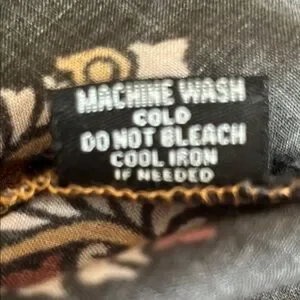 MACHINE WASH
COLD
DO NOT BLEACH
COOL IRON
IF NEEDED